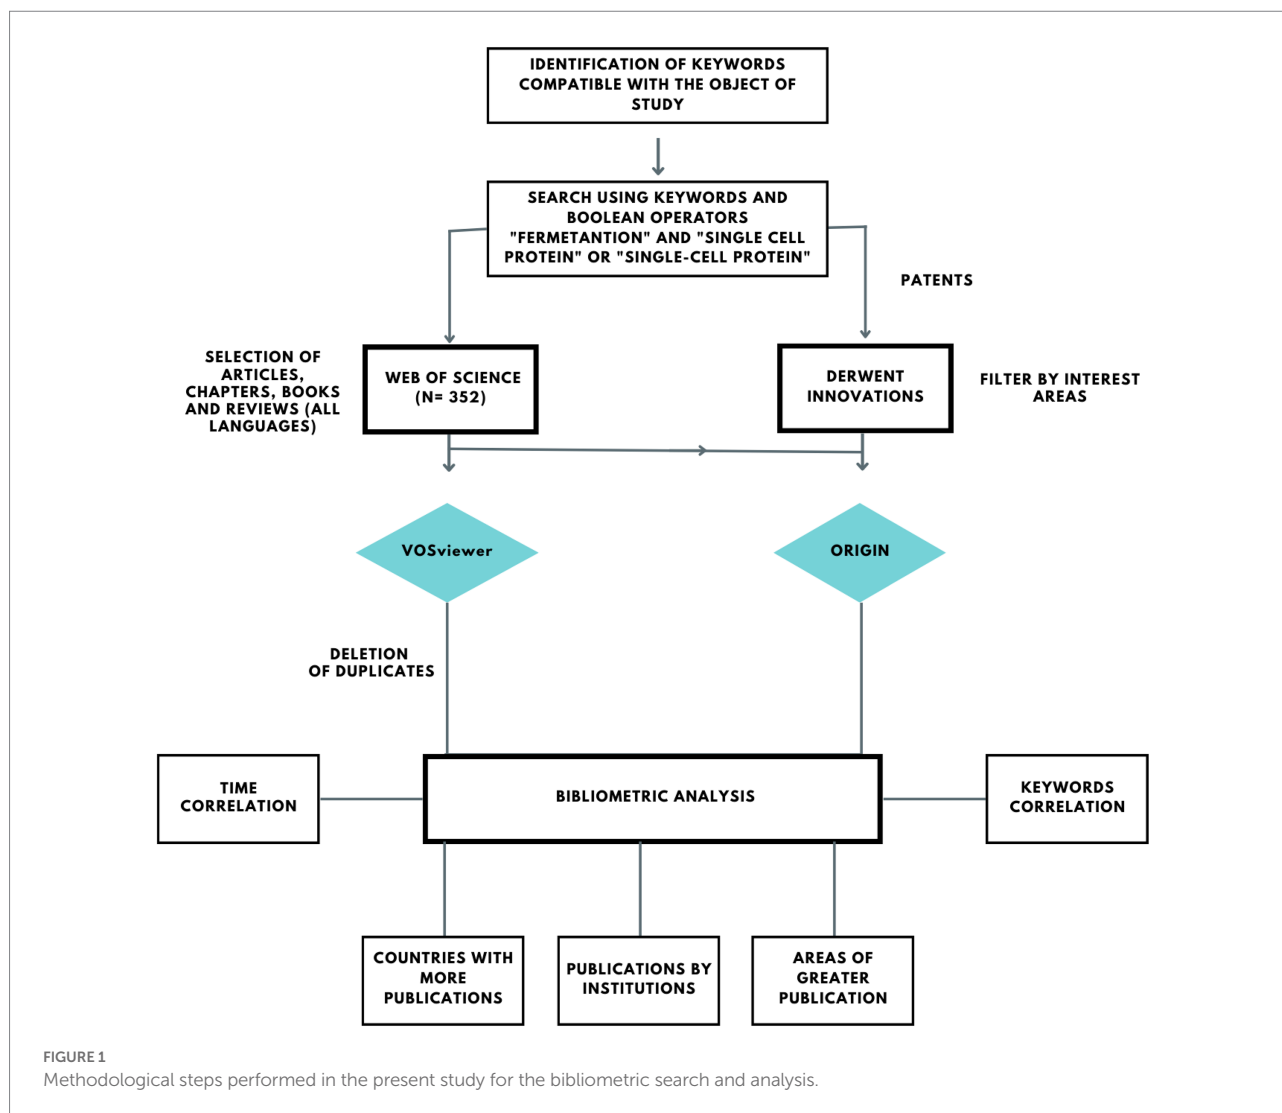 IDENTIFICATION OF KEYWORDS
COMPATIBLE WITH THE OBJECT OF
STUDY
SEARCH USING KEYWORDS AND
BOOLEAN OPERATORS
"FERMETANTION" AND "SINGLE CELL
PROTEIN" OR "SINGLE-CELL PROTEIN"
PATENTS
SELECTION OF
ARTICLES,
CHAPTERS, BOOKS
AND REVIEWS (ALL
LANGUAGES)
WEB OF SCIENCE
(N= 352)
DERWENT
INNOVATIONS
FILTER BY INTEREST
AREAS
VOSviewer
ORIGIN
DELETION
OF DUPLICATES
TIME
CORRELATION
BIBLIOMETRIC ANALYSIS
KEYWORDS
CORRELATION
COUNTRIES WITH
MORE
PUBLICATIONS
PUBLICATIONS BY
INSTITUTIONS
AREAS OF
GREATER
PUBLICATION
FIGURE 1
Methodological steps performed in the present study for the bibliometric search and analysis.